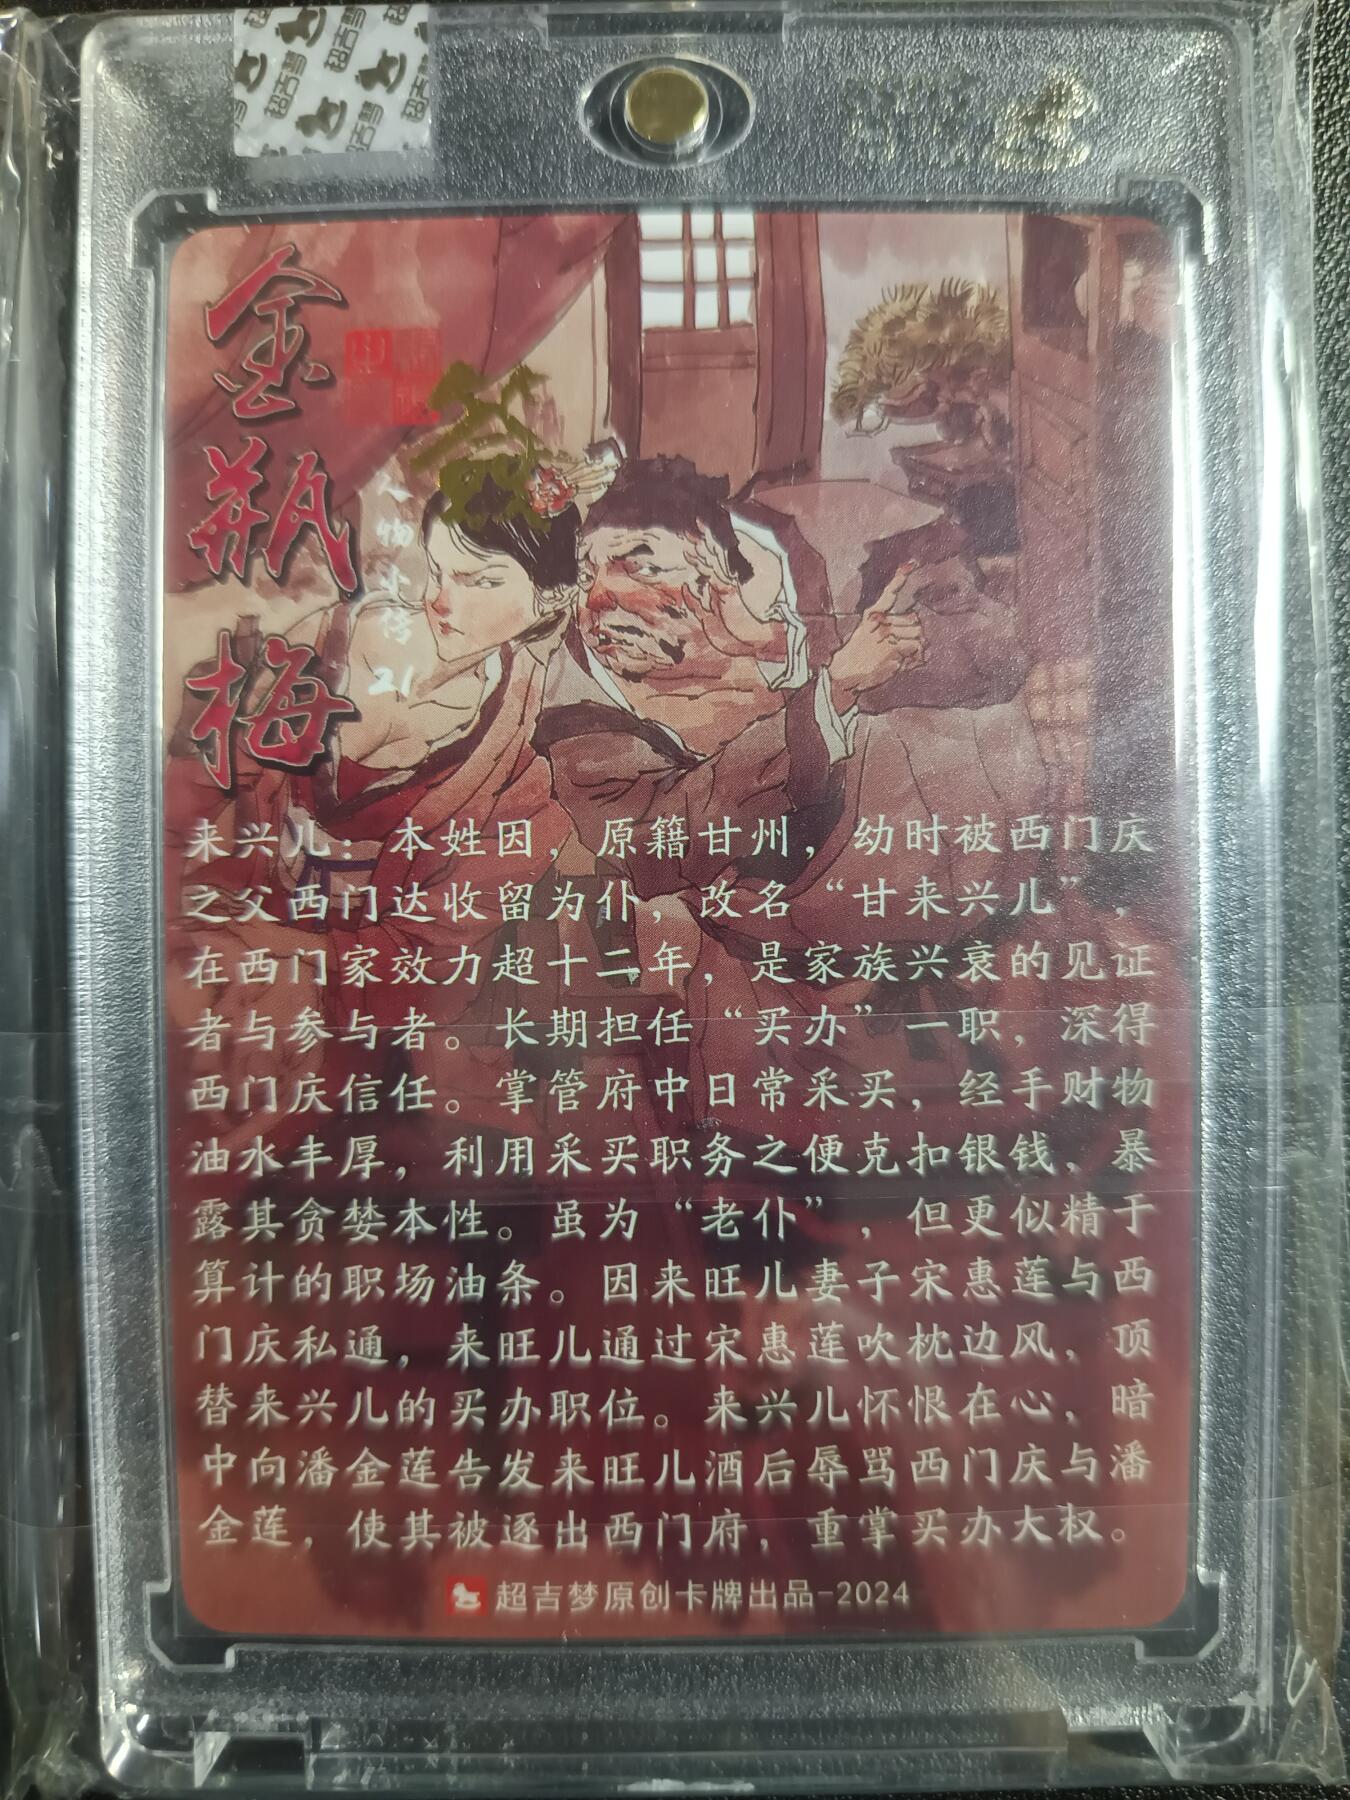 超吉梦
金瓶梅
人物小传
21
来兴儿：本姓因，原籍甘州，幼时被西门庆
之父西门达收留为仆，改名“甘来兴儿”，
在西门家效力超十二年，是家族兴衰的见证
者与参与者。长期担任“买办”一职，深得
西门庆信任。掌管府中日常采买，经手财物
油水丰厚，利用采买职务之便克扣银钱，暴
露其贪婪本性。虽为“老仆”，但更似精于
算计的职场油条。因来旺儿妻子宋惠莲与西
门庆私通，来旺儿通过宋惠莲吹枕边风，顶
替来兴儿的买办职位。来兴儿怀恨在心，暗
中向潘金莲告发来旺儿酒后辱骂西门庆与潘
金莲，使其被逐出西门府，重掌买办大权。
超吉梦原创卡牌出品-2024